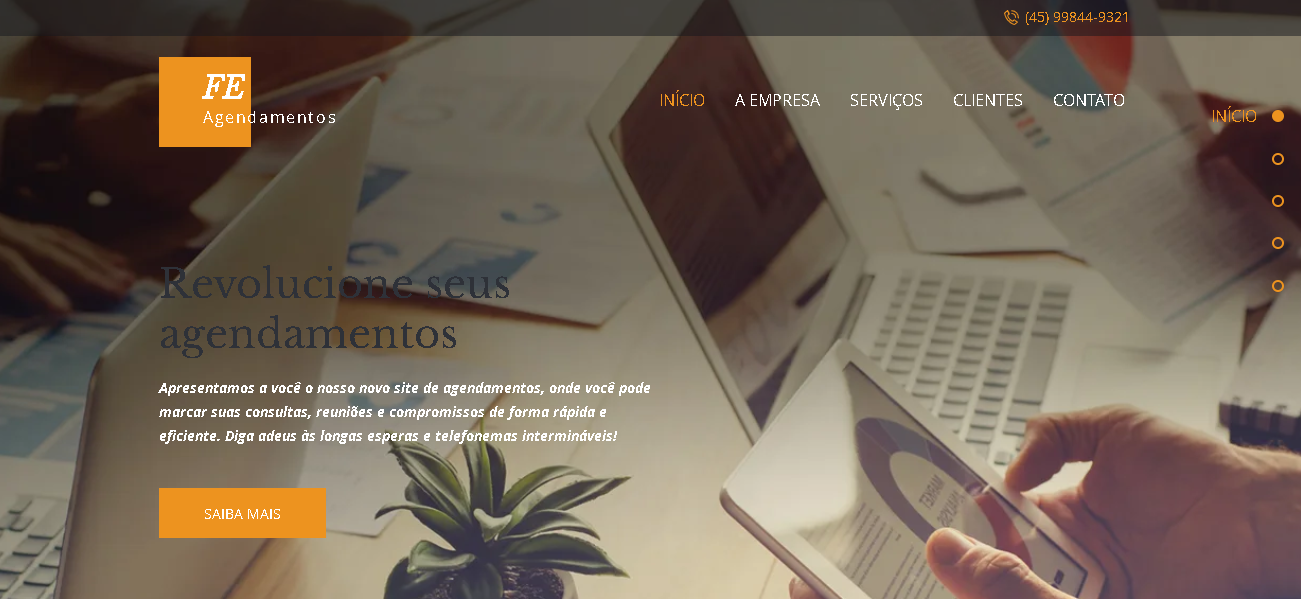 (45) 99844-9321
FE
Agendamentos
INÍCIO A EMPRESA SERVIÇOS CLIENTES CONTATO
INÍCIO
Revolucione seus
agendamentos
Apresentamos a você o nosso novo site de agendamentos, onde você pode
marcar suas consultas, reuniões e compromissos de forma rápida e
eficiente. Diga adeus às longas esperas e telefonemas intermináveis!
SAIBA MAIS